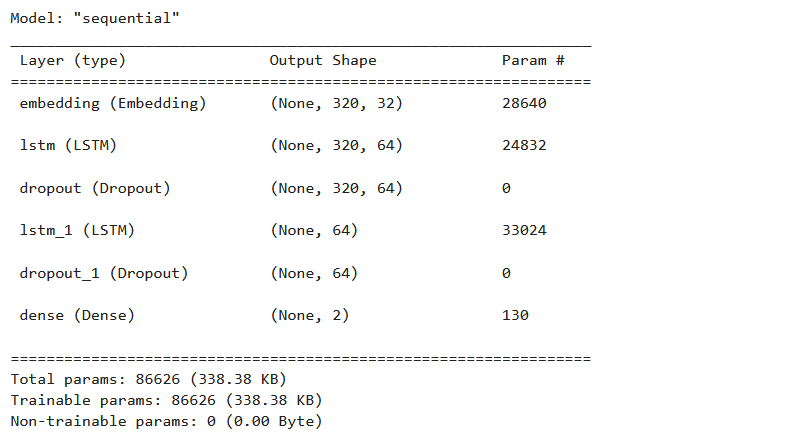 Model: "sequential"
Layer (type) Output Shape Param #
embedding (Embedding) (None, 320, 32) 28640
lstm (LSTM) (None, 320, 64) 24832
dropout (Dropout) (None, 320, 64) 0
lstm_1 (LSTM) (None, 64) 33024
dropout_1 (Dropout) (None, 64) 0
dense (Dense) (None, 2) 130
Total params: 86626 (338.38 KB)
Trainable params: 86626 (338.38 KB)
Non-trainable params: 0 (0.00 Byte)